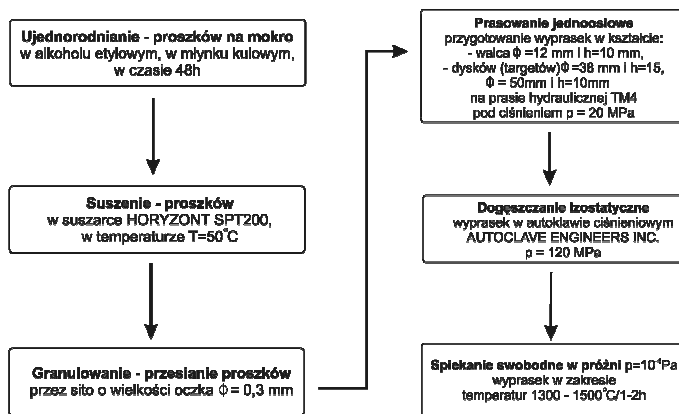 Ujednorodnianie - proszków na mokro
w alkoholu etylowym, w młynku kulowym,
w czasie 48h
Suszenie - proszków
w suszarce HORYZONT SPT200,
w temperaturze T=50°C
Granulowanie - przesianie proszków
przez sito o wielkości oczka Φ = 0,3 mm
Prasowanie jednoosiowe
przygotowanie wyprasek w kształcie:
- walca Φ =12 mm i h=10 mm,
- dysków (targetów)Φ=38 mm i h=15,
Φ = 50mm i h=10mm
na prasie hydraulicznej TM4
pod ciśnieniem p = 20 MPa
Dogęszczanie izostatyczne
wyprasek w autoklawie ciśnieniowym
AUTOCLAVE ENGINEERS INC.
p = 120 MPa
Spiekanie swobodne w próżni p=10⁻⁴Pa
wyprasek w zakresie
temperatur 1300 - 1500°C/1-2h